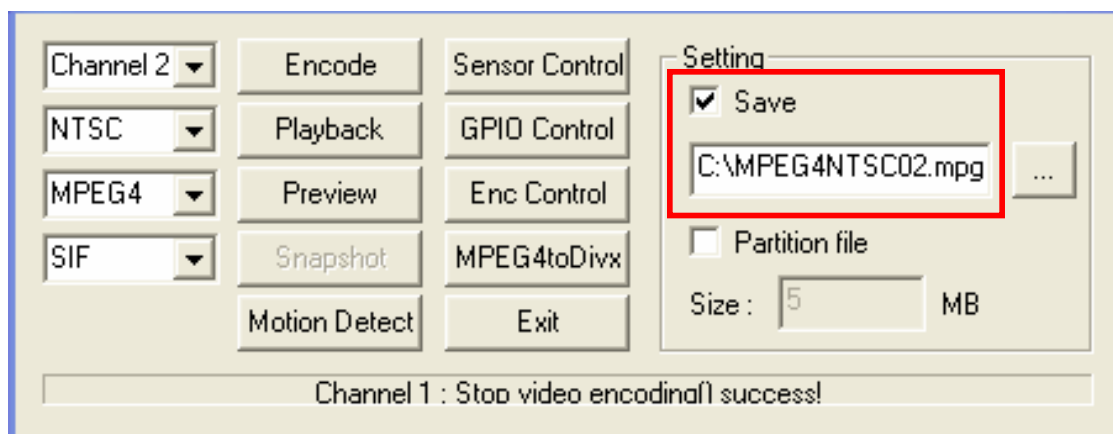 Channel 2 Encode Sensor Control Setting
Save
NTSC Playback GPIO Control
C:\MPEG4NTSC02.mpg ...
MPEG4 Preview Enc Control
Partition file
SIF Snapshot MPEG4toDivx
Size : 5 MB
Motion Detect Exit
Channel 1 : Stop video encoding() success!